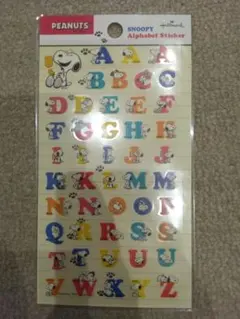 PEANUTS
SNOOPY
Alphabet Sticker
Hallmark
A A A
B B C C
D D E E F
F G G H H
I I J J
K K L M M
N N O O P
Q R R S S
T T U U
V W X Y Z